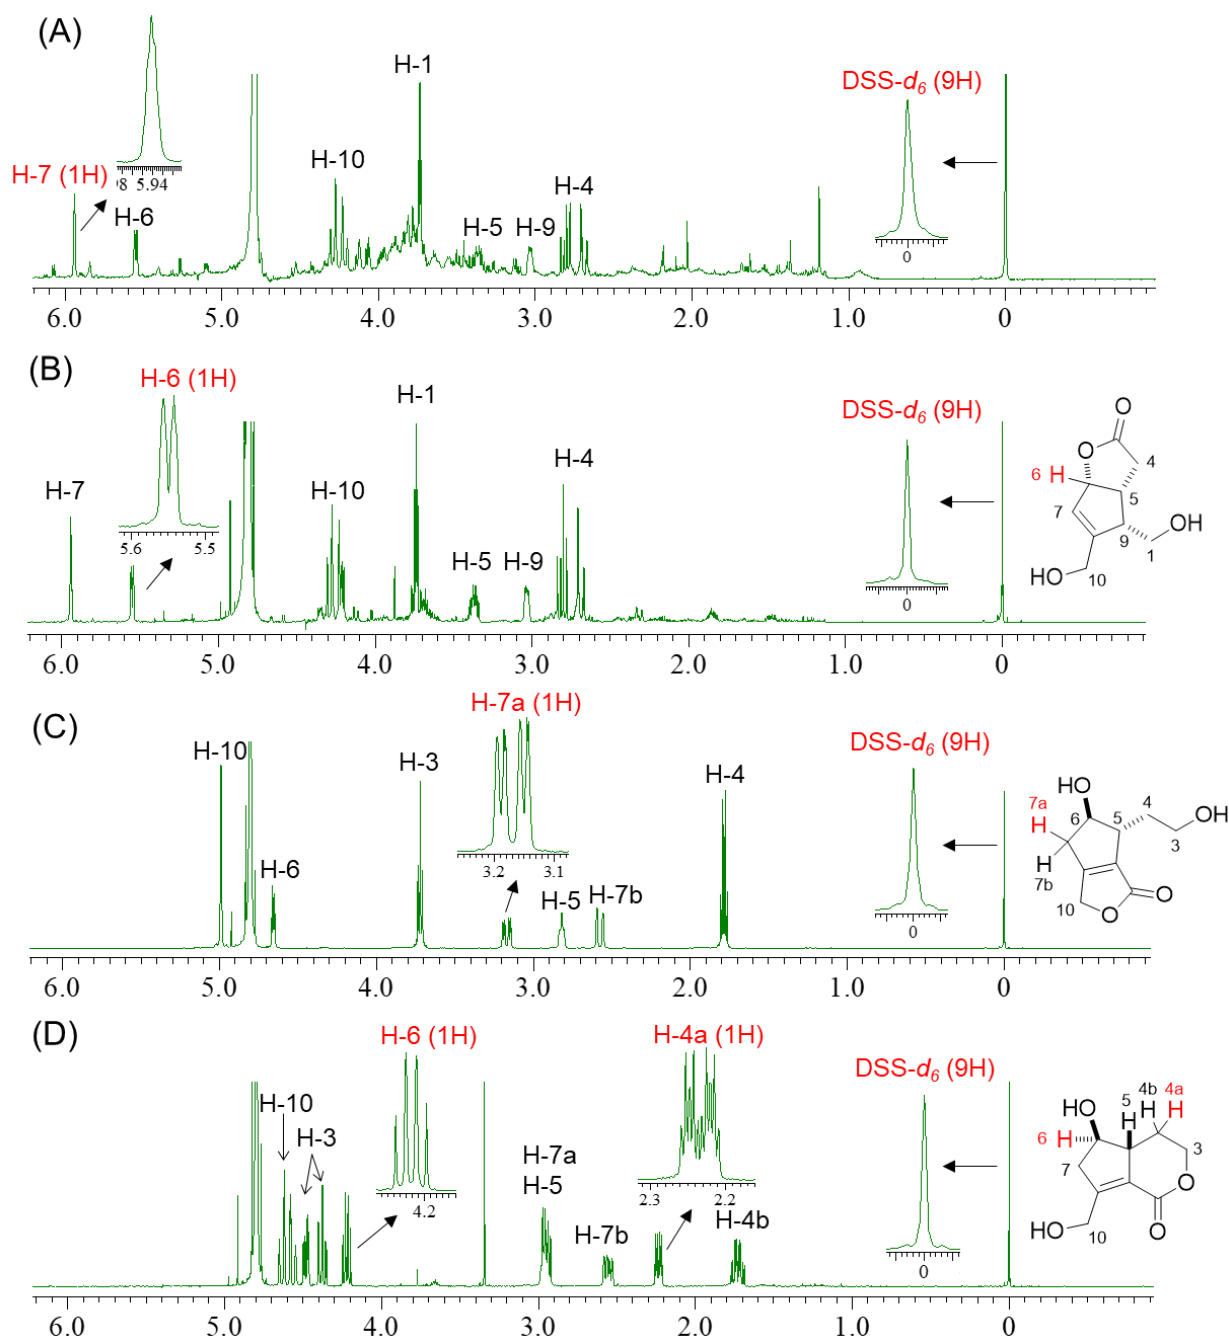 (A)
H-1
DSS-d6 (9H)
H-10
H-4
H-7 (1H)
98 5.94
H-6
H-5
H-9
0
6.0 5.0 4.0 3.0 2.0 1.0 0
(B)
H-6 (1H)
H-1
DSS-d6 (9H)
O
H-4
O
4
H-7
H-10
6 H
5
7
OH
5.6 5.5
H-5
H-9
9
1
0
HO
10
6.0 5.0 4.0 3.0 2.0 1.0 0
H-7a (1H)
(C)
DSS-d6 (9H)
H-10
H-3
H-4
HO
4
OH
7a
6
5
H
3
H-6
3.2 3.1
H
7b
O
H-5
H-7b
10
O
0
6.0 5.0 4.0 3.0 2.0 1.0 0
(D)
H-6 (1H)
H-4a (1H)
DSS-d6 (9H)
H-10
4b 4a
HO
5
H H
H
H-3
6 H
3
H-7a
H-5
7
4.2
2.3 2.2
O
H-7b
H-4b
HO
10
O
0
6.0 5.0 4.0 3.0 2.0 1.0 0